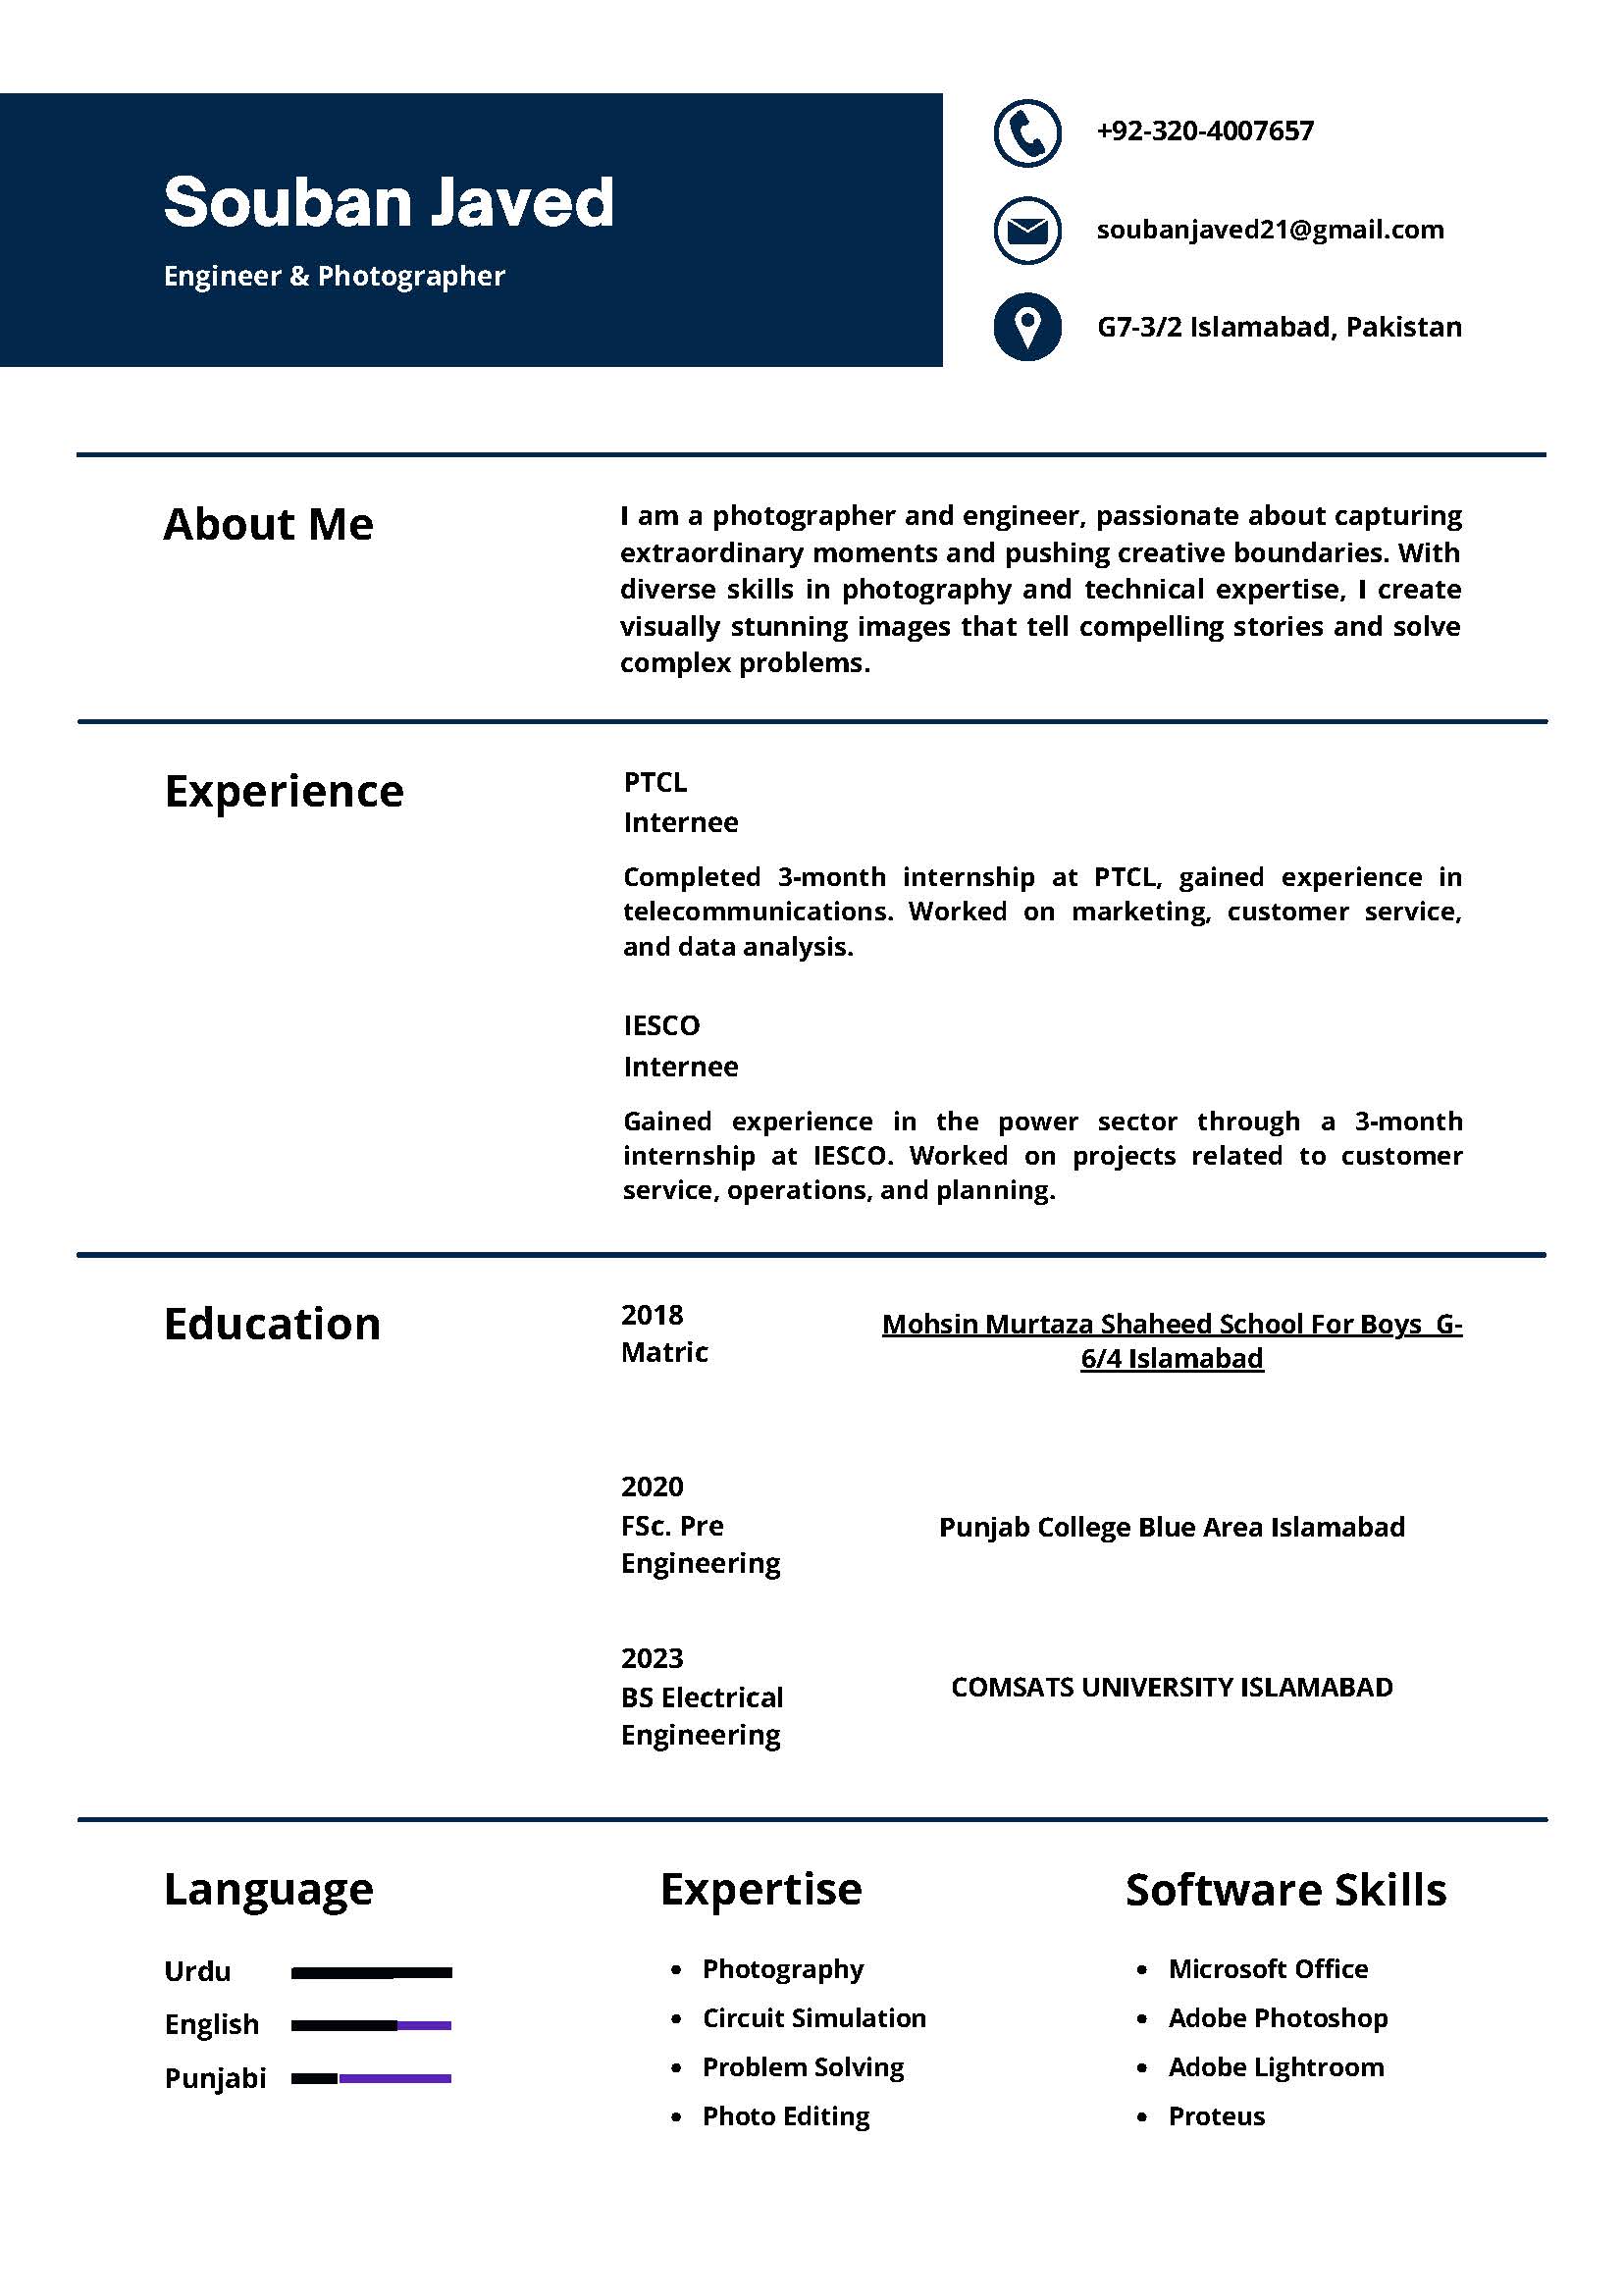 Souban Javed
Engineer & Photographer
+92-320-4007657
soubanjaved21@gmail.com
G7-3/2 Islamabad, Pakistan
About Me
I am a photographer and engineer, passionate about capturing
extraordinary moments and pushing creative boundaries. With
diverse skills in photography and technical expertise, I create
visually stunning images that tell compelling stories and solve
complex problems.
Experience
PTCL
Internee
Completed 3-month internship at PTCL, gained experience in
telecommunications. Worked on marketing, customer service,
and data analysis.
IESCO
Internee
Gained experience in the power sector through a 3-month
internship at IESCO. Worked on projects related to customer
service, operations, and planning.
Education
2018
Matric
Mohsin Murtaza Shaheed School For Boys G-
6/4 Islamabad
2020
FSc. Pre
Engineering
Punjab College Blue Area Islamabad
2023
BS Electrical
Engineering
COMSATS UNIVERSITY ISLAMABAD
Language
Urdu
English
Punjabi
Expertise
• Photography
• Circuit Simulation
• Problem Solving
• Photo Editing
Software Skills
• Microsoft Office
• Adobe Photoshop
• Adobe Lightroom
• Proteus